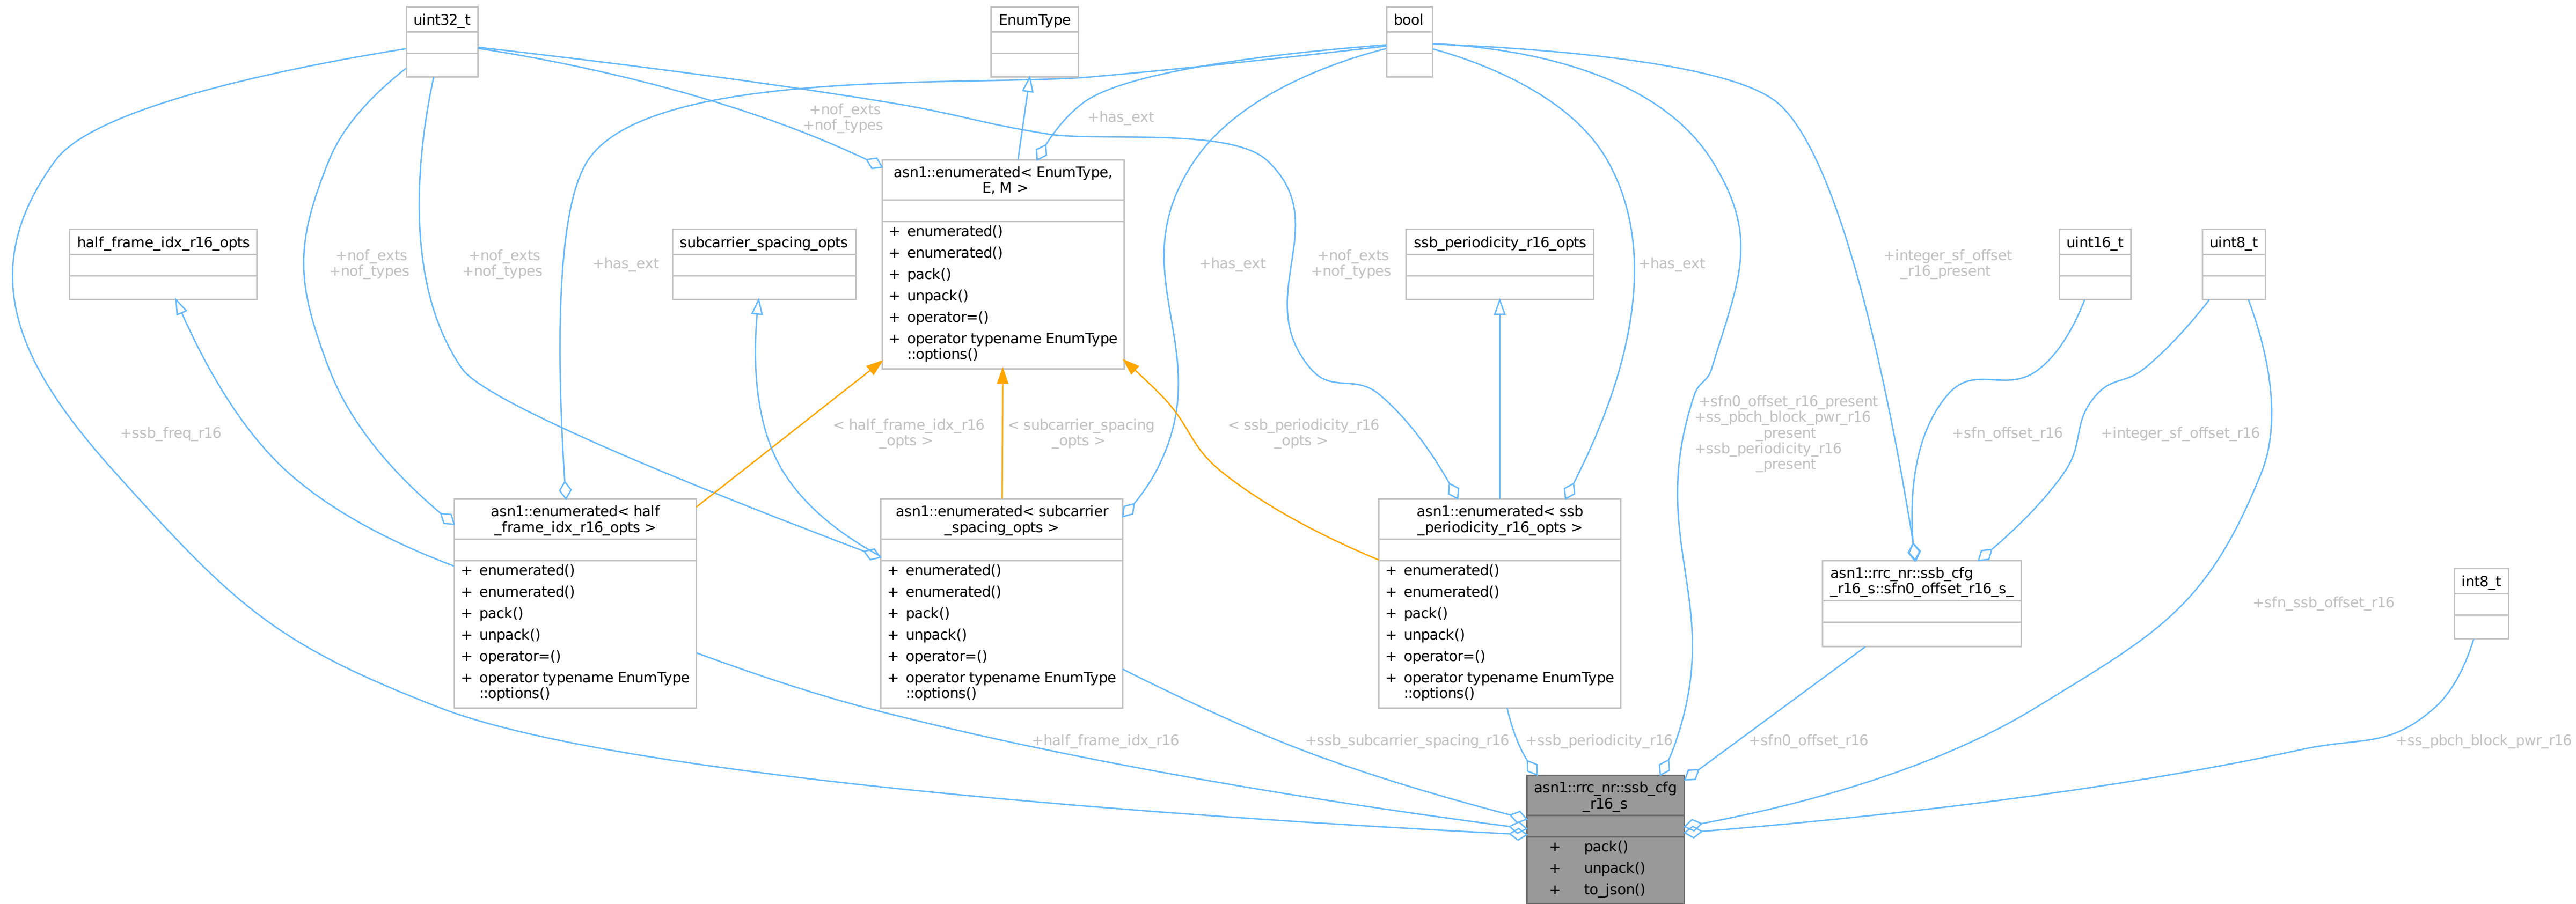 uint32_t
EnumType
bool
+nof_exts
+nof_types
+has_ext
asn1::enumerated< EnumType,
E, M >
+ enumerated()
+ enumerated()
+ pack()
+ unpack()
+ operator=()
+ operator typename EnumType
::options()
half_frame_idx_r16_opts
subcarrier_spacing_opts
ssb_periodicity_r16_opts
uint16_t
uint8_t
+nof_exts
+nof_types
+nof_exts
+nof_types
+has_ext
+has_ext
+nof_exts
+nof_types
+has_ext
+integer_sf_offset
_r16_present
+ssb_freq_r16
< half_frame_idx_r16
_opts >
< subcarrier_spacing
_opts >
< ssb_periodicity_r16
_opts >
+sfn0_offset_r16_present
+ss_pbch_block_pwr_r16
_present
+ssb_periodicity_r16
_present
+sfn_offset_r16
+integer_sf_offset_r16
asn1::enumerated< half
_frame_idx_r16_opts >
+ enumerated()
+ enumerated()
+ pack()
+ unpack()
+ operator=()
+ operator typename EnumType
::options()
asn1::enumerated< subcarrier
_spacing_opts >
+ enumerated()
+ enumerated()
+ pack()
+ unpack()
+ operator=()
+ operator typename EnumType
::options()
asn1::enumerated< ssb
_periodicity_r16_opts >
+ enumerated()
+ enumerated()
+ pack()
+ unpack()
+ operator=()
+ operator typename EnumType
::options()
asn1::rrc_nr::ssb_cfg
_r16_s::sfn0_offset_r16_s_
int8_t
+sfn_ssb_offset_r16
+half_frame_idx_r16
+ssb_subcarrier_spacing_r16
+ssb_periodicity_r16
+sfn0_offset_r16
+ss_pbch_block_pwr_r16
asn1::rrc_nr::ssb_cfg
_r16_s
+ pack()
+ unpack()
+ to_json()